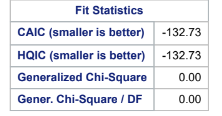 Fit Statistics
CAIC (smaller is better) -132.73
HQIC (smaller is better) -132.73
Generalized Chi-Square 0.00
Gener. Chi-Square / DF 0.00